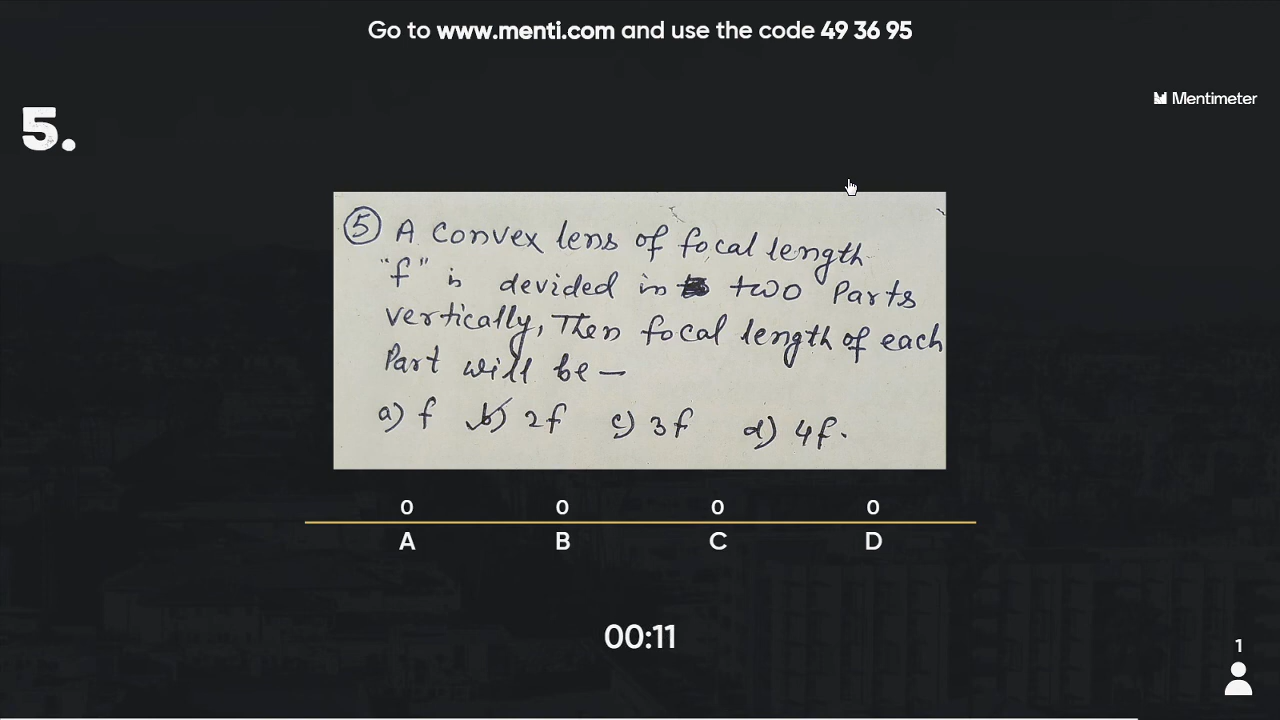 Go to www.menti.com and use the code 49 36 95
Mentimeter
5.
5 A convex lens of focal length
"f" is devided in two Parts
vertically, Then focal length of each
Part will be —
a) f b) 2f c) 3f d) 4f.
0 0 0 0
A B C D
00:11
1